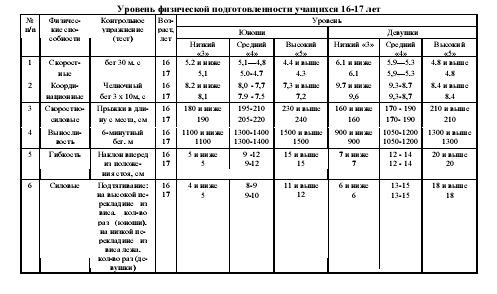 Уровень физической подготовленности учащихся 16-17 лет
№ п/п | Физические способности | Контрольное упражнение (тест) | Возраст, лет | Уровень
Юноши | Девушки
Низкий «3» | Средний «4» | Высокий «5» | Низкий «3» | Средний «4» | Высокий «5»
1 | Скоростные | бег 30 м. с | 16 | 5.2 и ниже | 5,1—4,8 | 4.4 и выше | 6.1 и ниже | 5,9—5.3 | 4.8 и выше
17 | 5,1 | 5.0-4.7 | 4.3 | 6.1 | 5.9—5.3 | 4.8
2 | Координационные | Челночный бег 3 х 10м, с | 16 | 8.2 и ниже | 8,0 - 7,7 | 7,3 и выше | 9.7 и ниже | 9.3-8.7 | 8.4 и выше
17 | 8,1 | 7.9 - 7.5 | 7.2 | 9,6 | 9,3-8,7 | 8.4
3 | Скоростно-силовые | Прыжки в длину с места, см | 16 | 180 и ниже | 195-210 | 230 и выше | 160 и ниже | 170 - 190 | 210 и выше
17 | 190 | 205-220 | 240 | 160 | 170- 190 | 210
4 | Выносливость | 6-минутный бег. м | 16 | 1100 и ниже | 1300-1400 | 1500 и выше | 900 и ниже | 1050-1200 | 1300 и выше
17 | 1100 | 1300-1400 | 1500 | 900 | 1050-1200 | 1300
5 | Гибкость | Наклон вперед из положения стоя, см | 16 | 5 и ниже | 9 -12 | 15 и выше | 7 и ниже | 12 - 14 | 20 и выше
17 | 5 | 9-12 | 15 | 7 | 12 - 14 | 20
6 | Силовые | Подтягивание: на высокой перекладине из виса. кол-во раз (юноши). на низкой перекладине из виса лежа. кол-во раз (девушки) | 16 | 4 и ниже | 8-9 | 11 и выше | 6 и ниже | 13-15 | 18 и выше
17 | 5 | 9-10 | 12 | 6 | 13-15 | 18